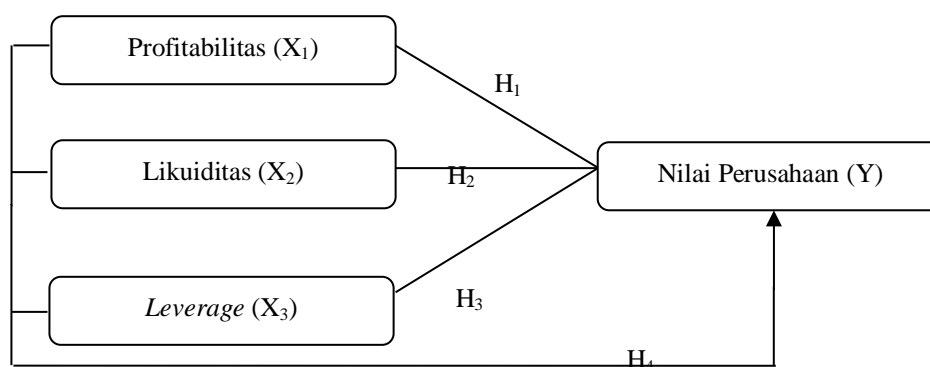 Profitabilitas (X₁)
H₁
Likuiditas (X₂)
H₂
Nilai Perusahaan (Y)
Leverage (X₃)
H₃
H₄